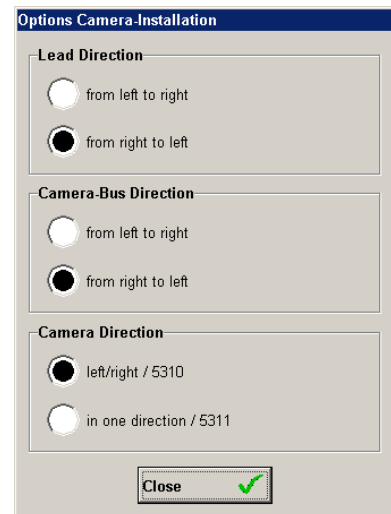 Options Camera-Installation
Lead Direction
from left to right
from right to left
Camera-Bus Direction
from left to right
from right to left
Camera Direction
left/right / 5310
in one direction / 5311
Close